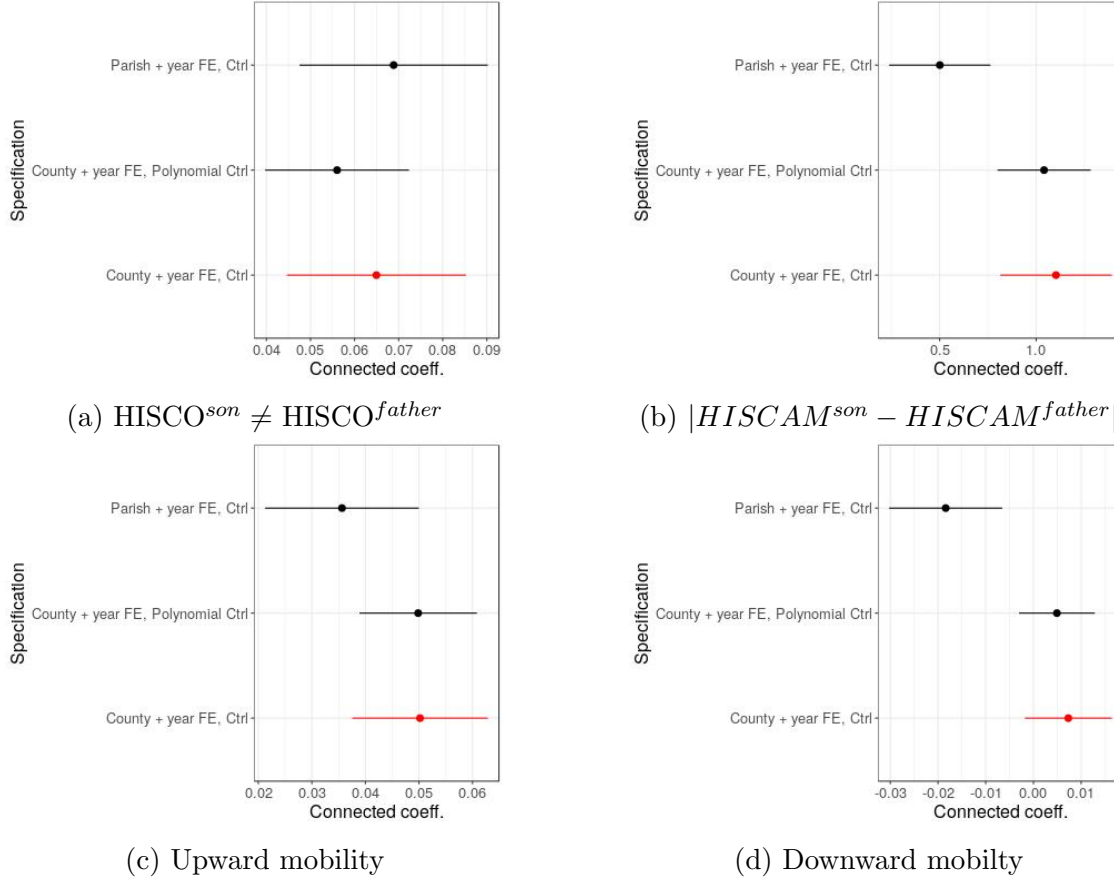 Specification
Parish + year FE, Ctrl
County + year FE, Polynomial Ctrl
County + year FE, Ctrl
0.04 0.05 0.06 0.07 0.08 0.09
Connected coeff.
(a) HISCO^son ≠ HISCO^father
Specification
Parish + year FE, Ctrl
County + year FE, Polynomial Ctrl
County + year FE, Ctrl
0.5 1.0
Connected coeff.
(b) |HISCAM^son − HISCAM^father|
Specification
Parish + year FE, Ctrl
County + year FE, Polynomial Ctrl
County + year FE, Ctrl
0.02 0.03 0.04 0.05 0.06
Connected coeff.
(c) Upward mobility
Specification
Parish + year FE, Ctrl
County + year FE, Polynomial Ctrl
County + year FE, Ctrl
-0.03 -0.02 -0.01 0.00 0.01
Connected coeff.
(d) Downward mobilty